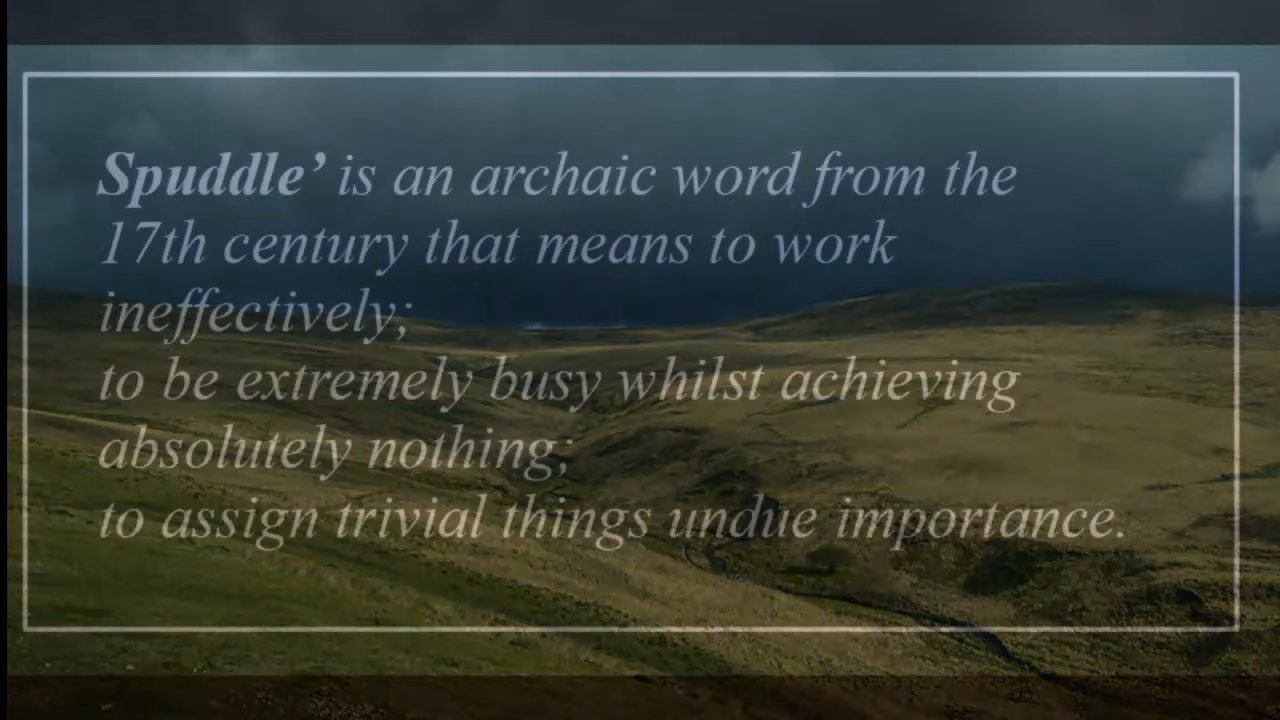 Spuddle’ is an archaic word from the
17th century that means to work
ineffectively;
to be extremely busy whilst achieving
absolutely nothing;
to assign trivial things undue importance.